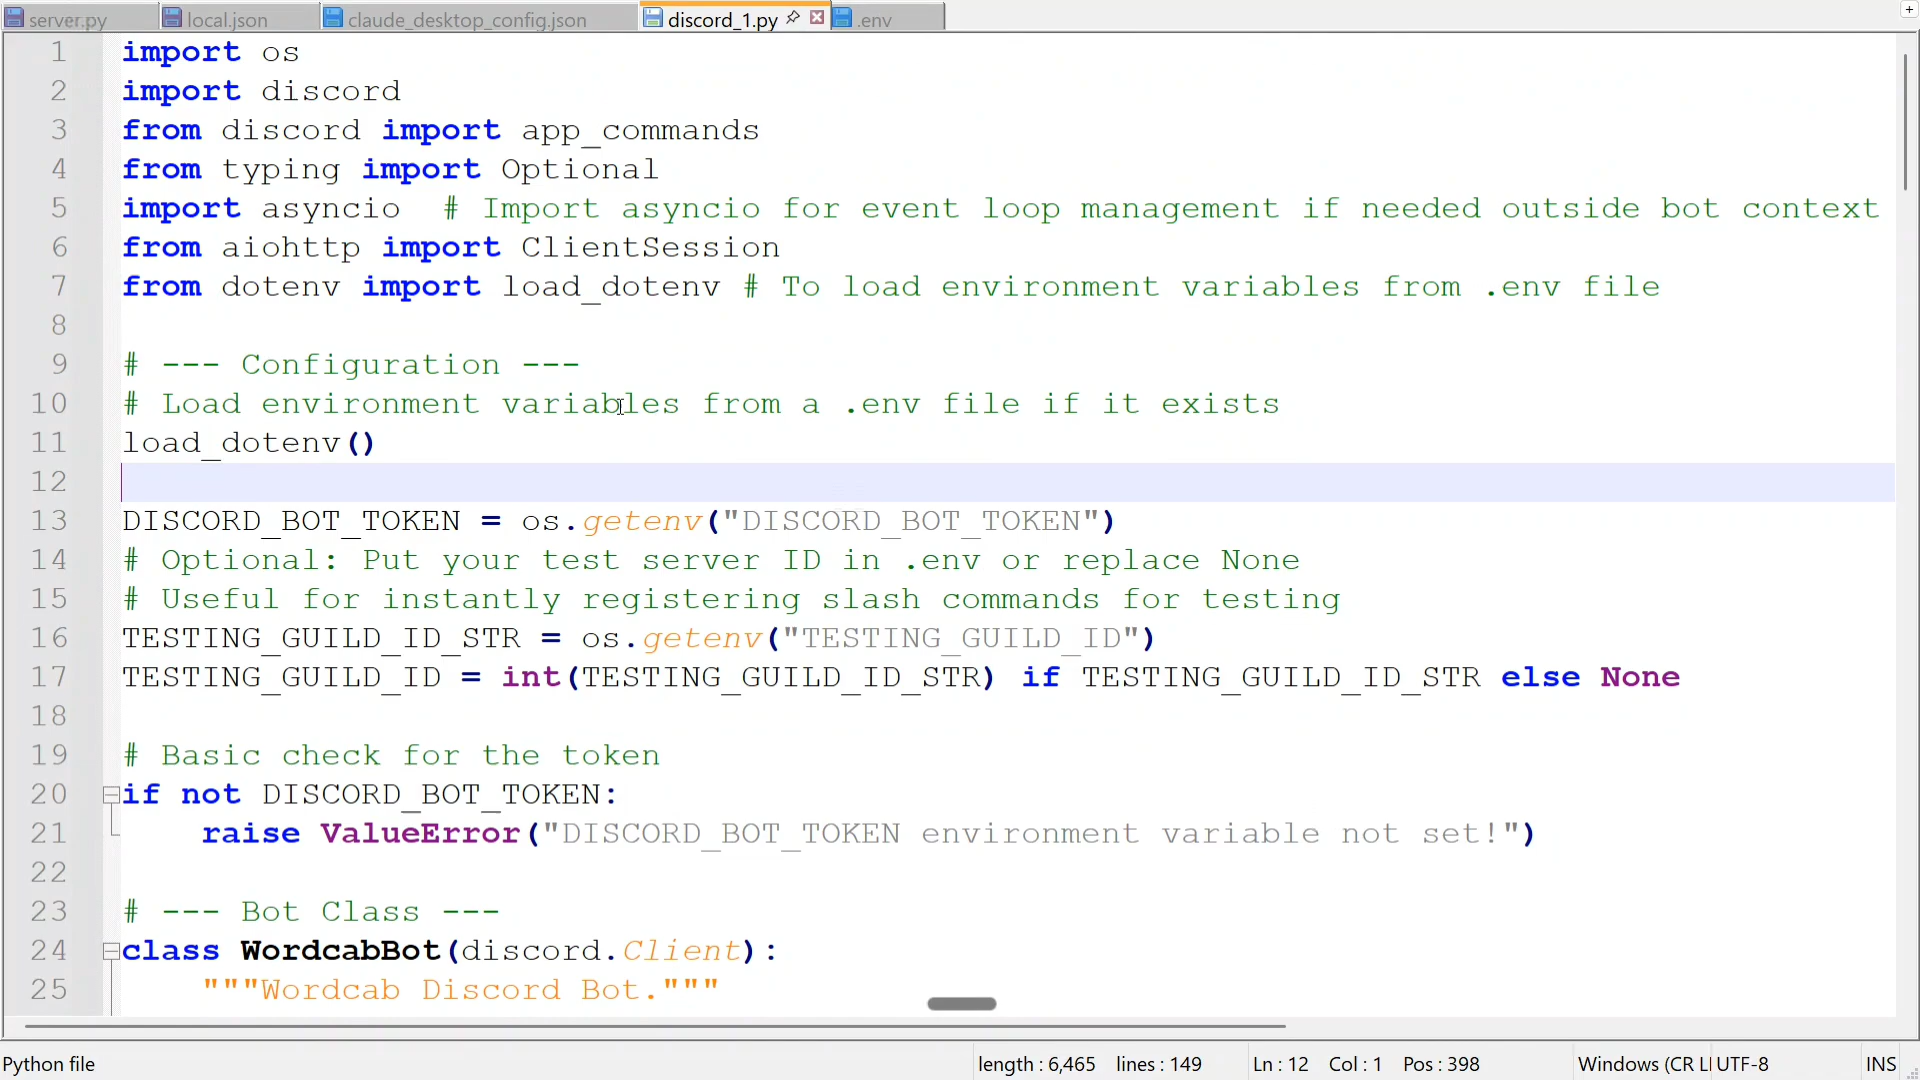 server.py local.json claude_desktop_config.json discord_1.py .env +
1 import os
2 import discord
3 from discord import app_commands
4 from typing import Optional
5 import asyncio  # Import asyncio for event loop management if needed outside bot context
6 from aiohttp import ClientSession
7 from dotenv import load_dotenv # To load environment variables from .env file
8
9 # --- Configuration ---
10 # Load environment variables from a .env file if it exists
11 load_dotenv()
12
13 DISCORD_BOT_TOKEN = os.getenv("DISCORD_BOT_TOKEN")
14 # Optional: Put your test server ID in .env or replace None
15 # Useful for instantly registering slash commands for testing
16 TESTING_GUILD_ID_STR = os.getenv("TESTING_GUILD_ID")
17 TESTING_GUILD_ID = int(TESTING_GUILD_ID_STR) if TESTING_GUILD_ID_STR else None
18
19 # Basic check for the token
20 if not DISCORD_BOT_TOKEN:
21     raise ValueError("DISCORD_BOT_TOKEN environment variable not set!")
22
23 # --- Bot Class ---
24 class WordcabBot(discord.Client):
25     """Wordcab Discord Bot."""
Python file length : 6,465 lines : 149 Ln : 12 Col : 1 Pos : 398 Windows (CR L UTF-8 INS